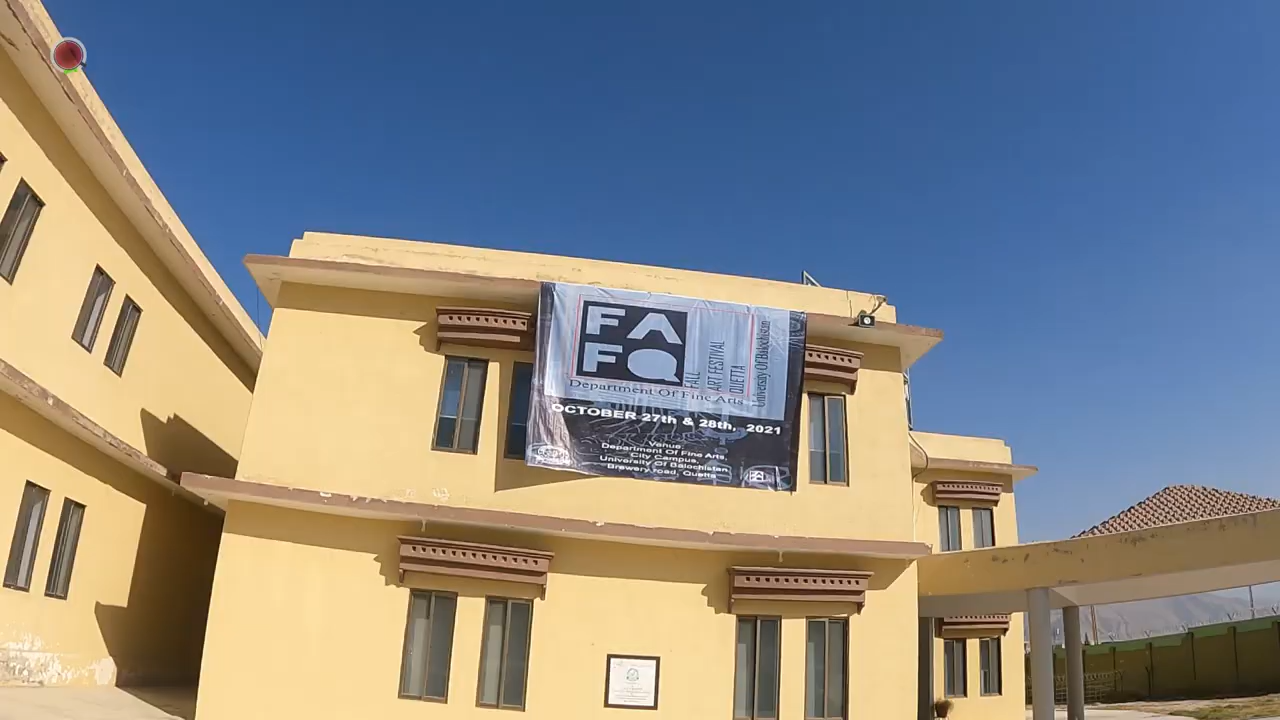 FA
FQ
FALL
ART FESTIVAL
QUETTA
University Of Balochistan
Department Of Fine Arts
OCTOBER 27th & 28th, 2021
Venue:
Department Of Fine Arts,
City Campus,
University Of Balochistan,
Brewery road, Quetta